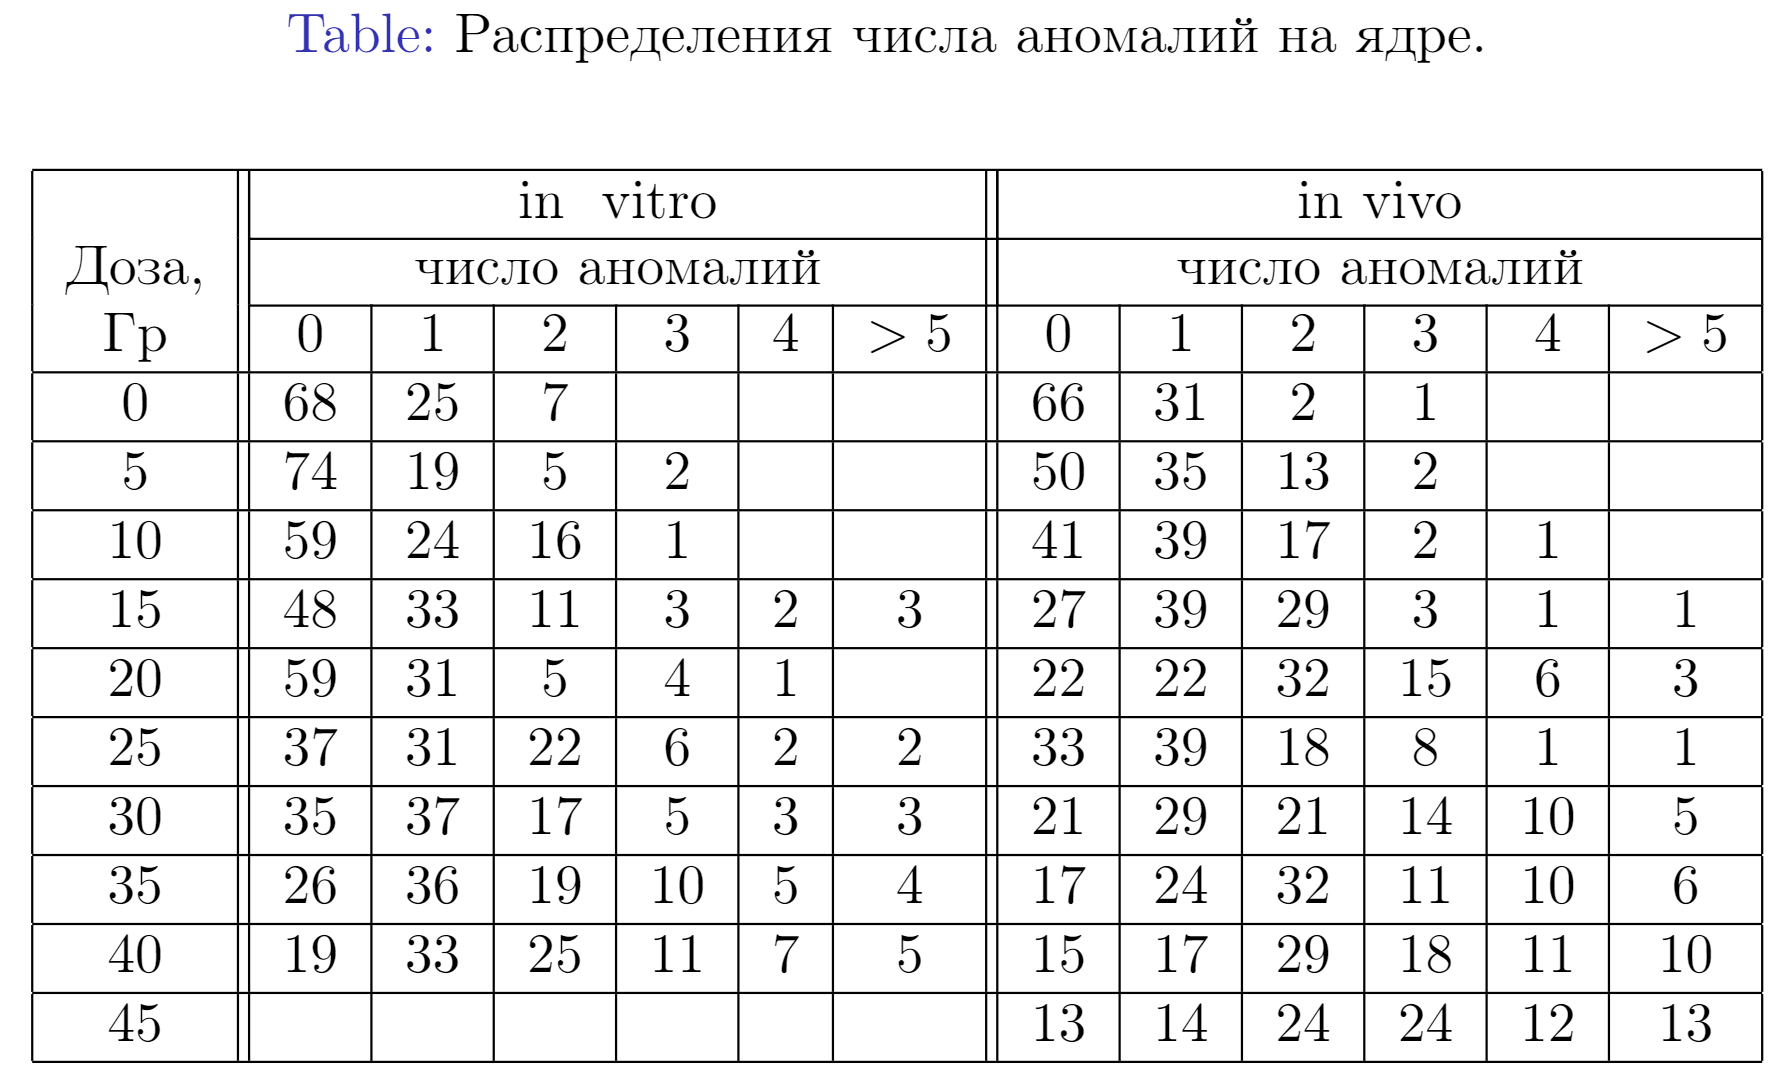 Table: Распределения числа аномалий на ядре.
in vitro in vivo
Доза, число аномалий число аномалий
Гр 0 1 2 3 4 > 5 0 1 2 3 4 > 5
0 68 25 7 66 31 2 1
5 74 19 5 2 50 35 13 2
10 59 24 16 1 41 39 17 2 1
15 48 33 11 3 2 3 27 39 29 3 1 1
20 59 31 5 4 1 22 22 32 15 6 3
25 37 31 22 6 2 2 33 39 18 8 1 1
30 35 37 17 5 3 3 21 29 21 14 10 5
35 26 36 19 10 5 4 17 24 32 11 10 6
40 19 33 25 11 7 5 15 17 29 18 11 10
45 13 14 24 24 12 13